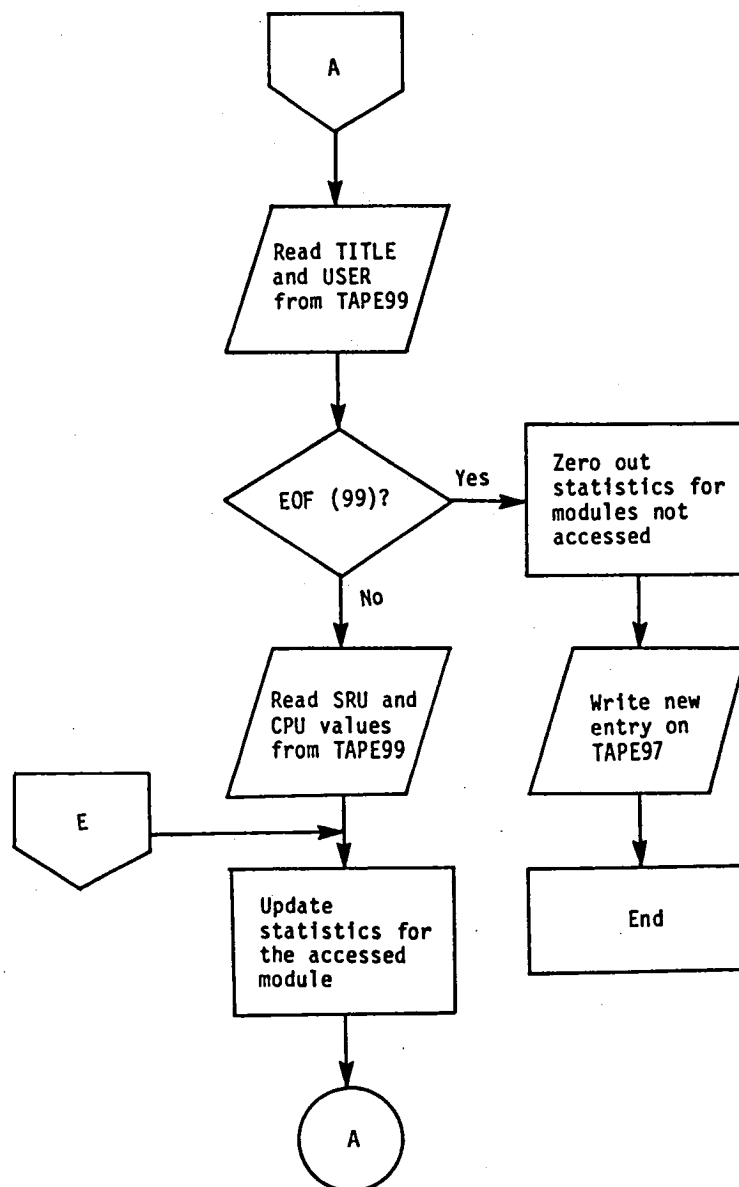 A
Read TITLE
and USER
from TAPE99
EOF (99)?
Yes
Zero out
statistics for
modules not
accessed
No
Read SRU and
CPU values
from TAPE99
Write new
entry on
TAPE97
E
Update
statistics for
the accessed
module
End
A